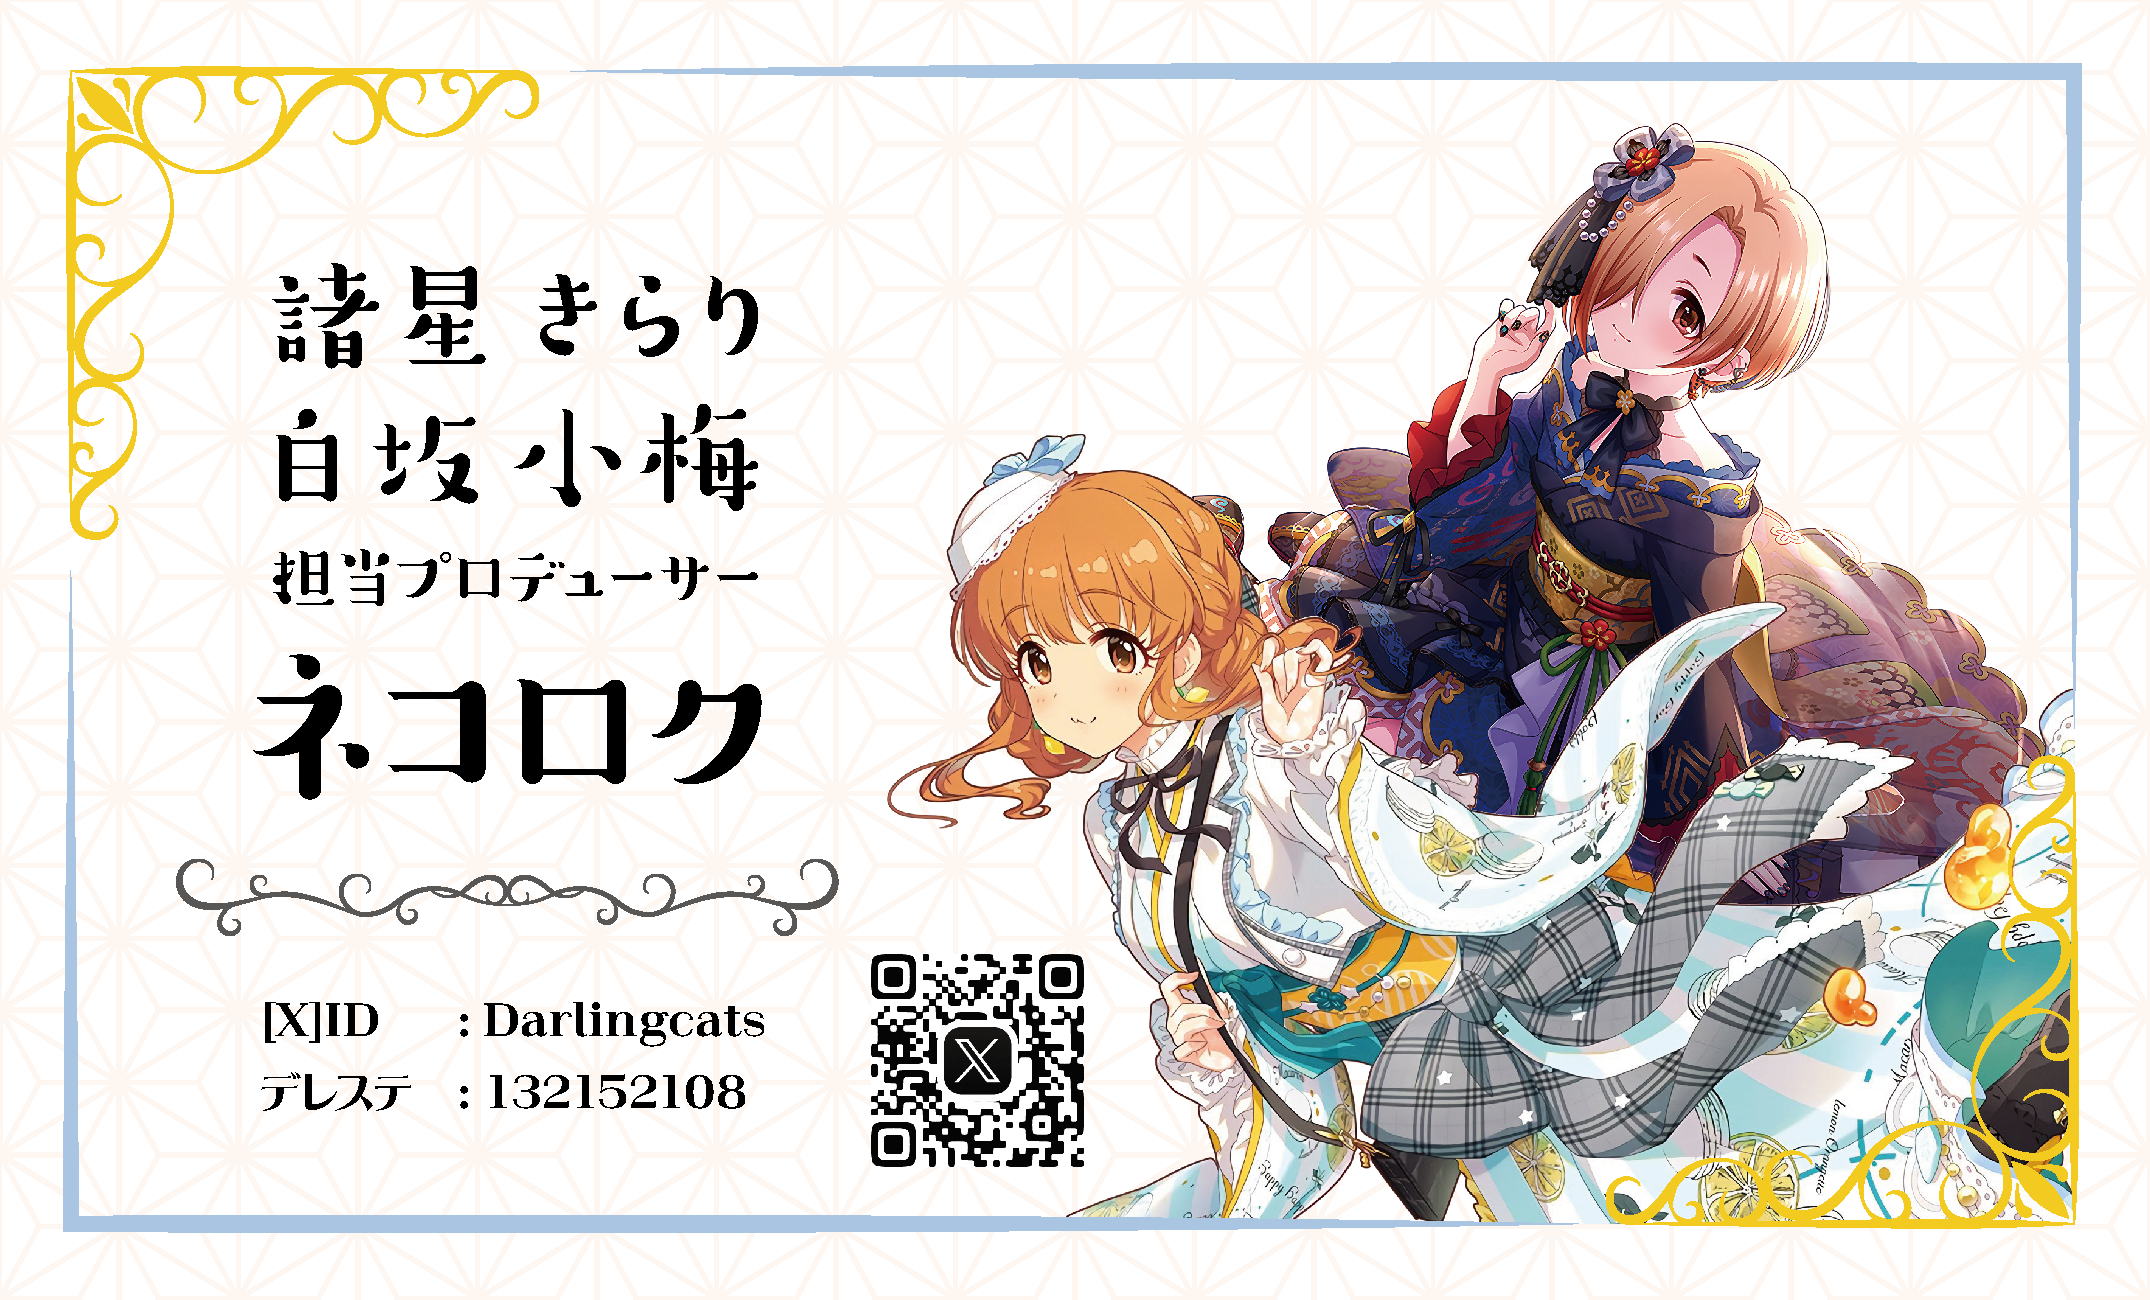 諸星 きらり
白坂 小梅
担当プロデューサー
ネコロク
[X]ID : Darlingcats
デレステ : 132152108